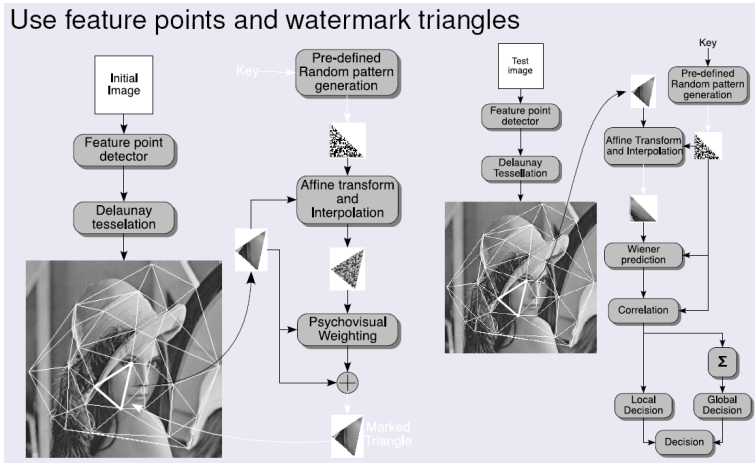 Use feature points and watermark triangles
Initial
Image
Feature point
detector
Delaunay
tesselation
Key
Pre-defined
Random pattern
generation
Affine transform
and
Interpolation
Psychovisual
Weighting
Marked
Triangle
Test
image
Feature point
detector
Delaunay
Tessellation
Key
Pre-defined
Random pattern
generation
Affine Transform
and Interpolation
Wiener
prediction
Correlation
Σ
Local
Decision
Global
Decision
Decision